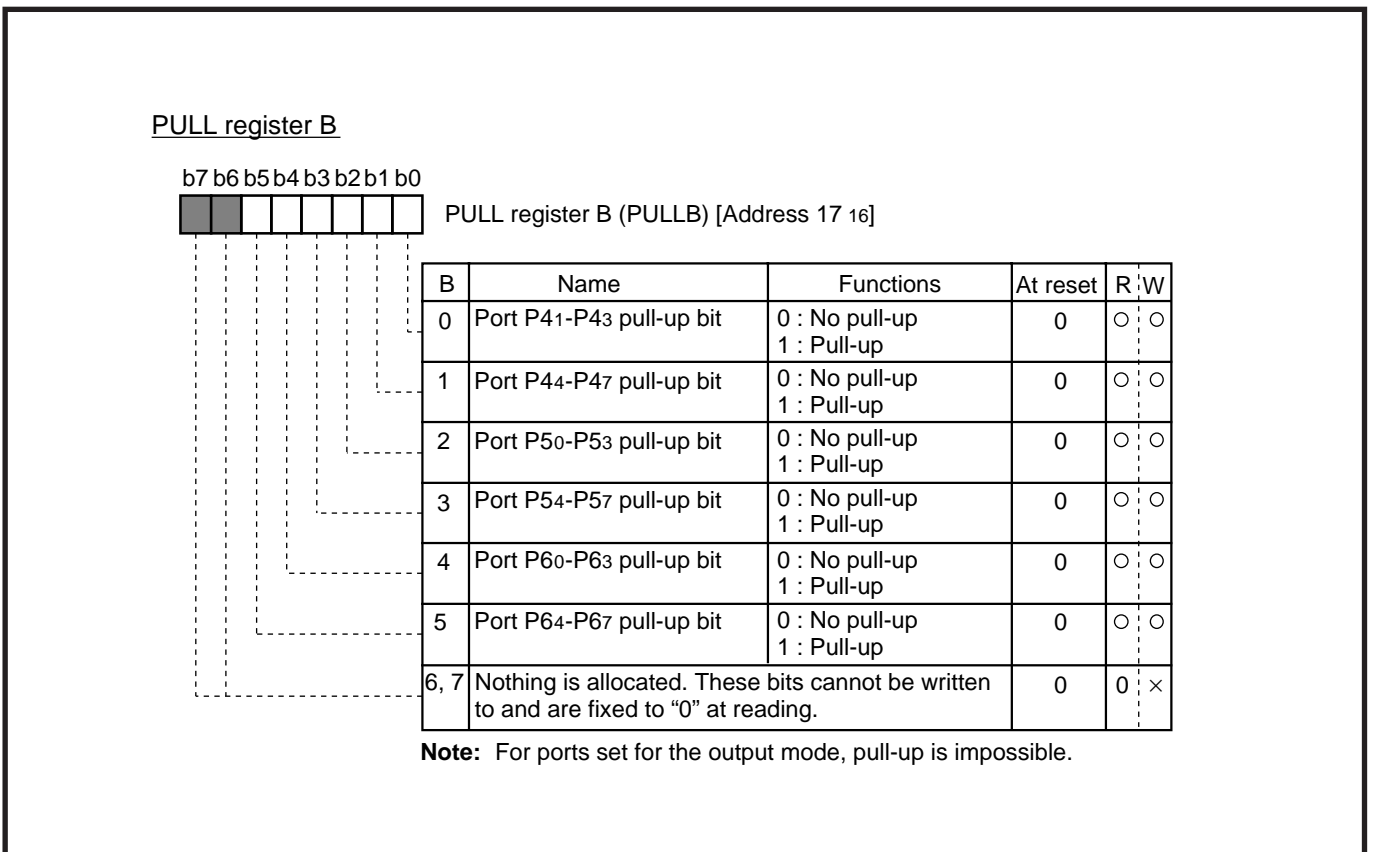 PULL register B
b7 b6 b5 b4 b3 b2 b1 b0
PULL register B (PULLB) [Address 17 16]
B Name Functions At reset R W
0 Port P41-P43 pull-up bit 0 : No pull-up 0 ○ ○
1 : Pull-up
1 Port P44-P47 pull-up bit 0 : No pull-up 0 ○ ○
1 : Pull-up
2 Port P50-P53 pull-up bit 0 : No pull-up 0 ○ ○
1 : Pull-up
3 Port P54-P57 pull-up bit 0 : No pull-up 0 ○ ○
1 : Pull-up
4 Port P60-P63 pull-up bit 0 : No pull-up 0 ○ ○
1 : Pull-up
5 Port P64-P67 pull-up bit 0 : No pull-up 0 ○ ○
1 : Pull-up
6, 7 Nothing is allocated. These bits cannot be written 0 0 ×
to and are fixed to “0” at reading.
Note: For ports set for the output mode, pull-up is impossible.